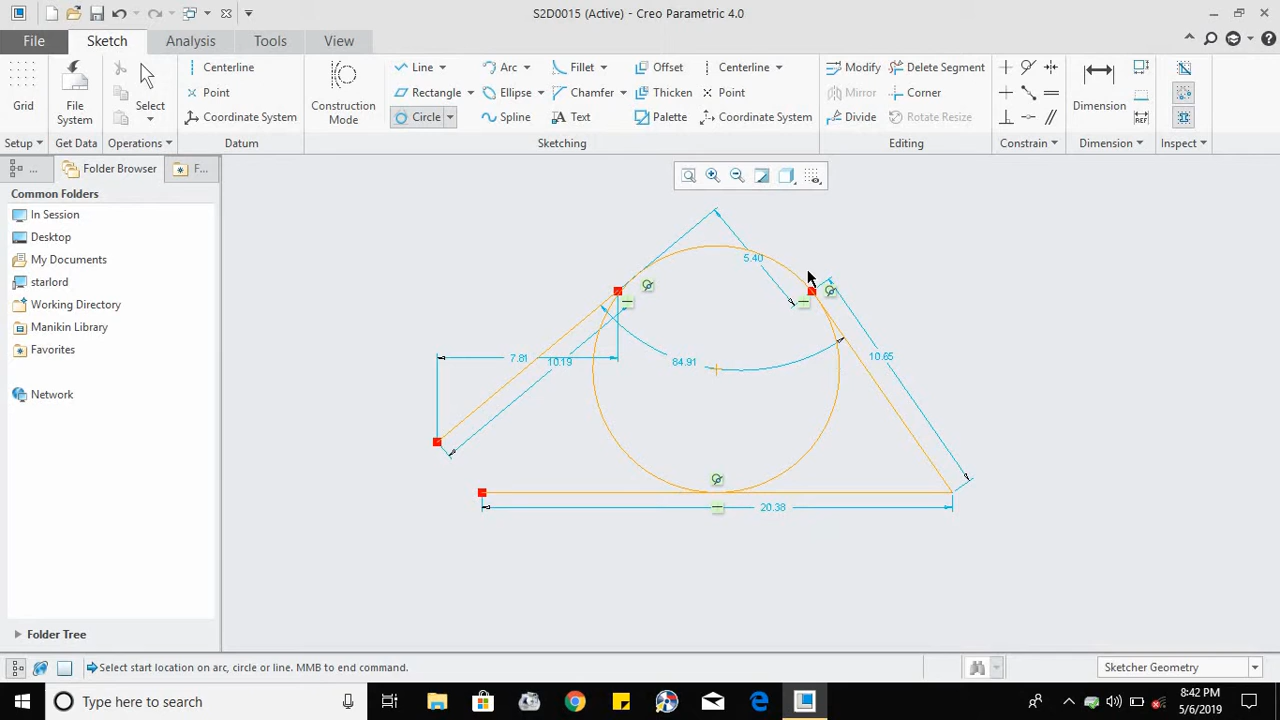 S2D0015 (Active) - Creo Parametric 4.0
File
Sketch
Analysis
Tools
View
Grid
Setup
File System
Get Data
Select
Operations
Centerline
Point
Coordinate System
Datum
Construction Mode
Line
Arc
Fillet
Offset
Centerline
Rectangle
Ellipse
Chamfer
Thicken
Point
Circle
Spline
Text
Palette
Coordinate System
Sketching
Modify
Delete Segment
Mirror
Corner
Divide
Rotate Resize
Editing
Constrain
Dimension
REF
Dimension
Inspect
...
Folder Browser
F...
Common Folders
In Session
Desktop
My Documents
starlord
Working Directory
Manikin Library
Favorites
Network
Folder Tree
5.40
7.81
10.19
84.91
10.65
20.38
Select start location on arc, circle or line. MMB to end command.
Sketcher Geometry
Type here to search
8:42 PM
5/6/2019